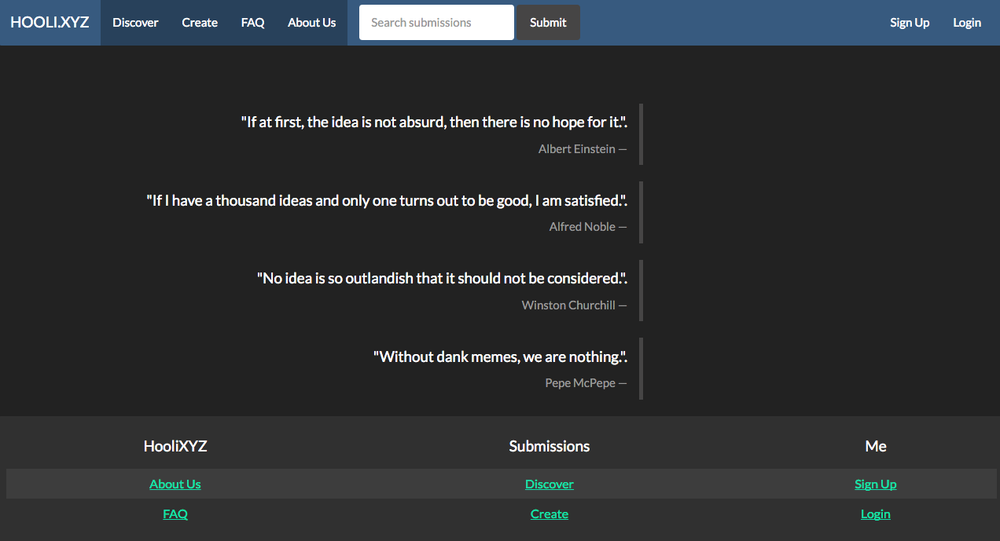 HOOLI.XYZ Discover Create FAQ About Us Search submissions Submit Sign Up Login
"If at first, the idea is not absurd, then there is no hope for it.".
Albert Einstein —
"If I have a thousand ideas and only one turns out to be good, I am satisfied.".
Alfred Noble —
"No idea is so outlandish that it should not be considered.".
Winston Churchill —
"Without dank memes, we are nothing.".
Pepe McPepe —
HooliXYZ Submissions Me
About Us Discover Sign Up
FAQ Create Login